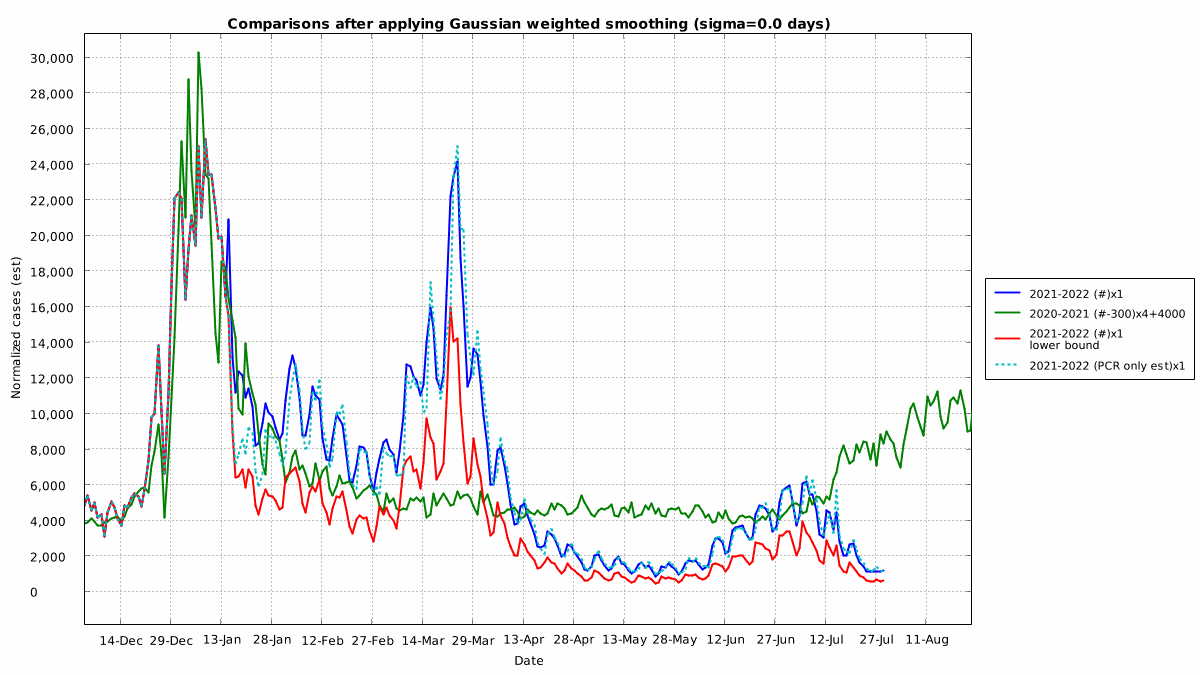 Comparisons after applying Gaussian weighted smoothing (sigma=0.0 days)
Normalized cases (est)
30,000
28,000
26,000
24,000
22,000
20,000
18,000
16,000
14,000
12,000
10,000
8,000
6,000
4,000
2,000
0
14-Dec 29-Dec 13-Jan 28-Jan 12-Feb 27-Feb 14-Mar 29-Mar 13-Apr 28-Apr 13-May 28-May 12-Jun 27-Jun 12-Jul 27-Jul 11-Aug
Date
2021-2022 (#)x1
2020-2021 (#-300)x4+4000
2021-2022 (#)x1
lower bound
2021-2022 (PCR only est)x1